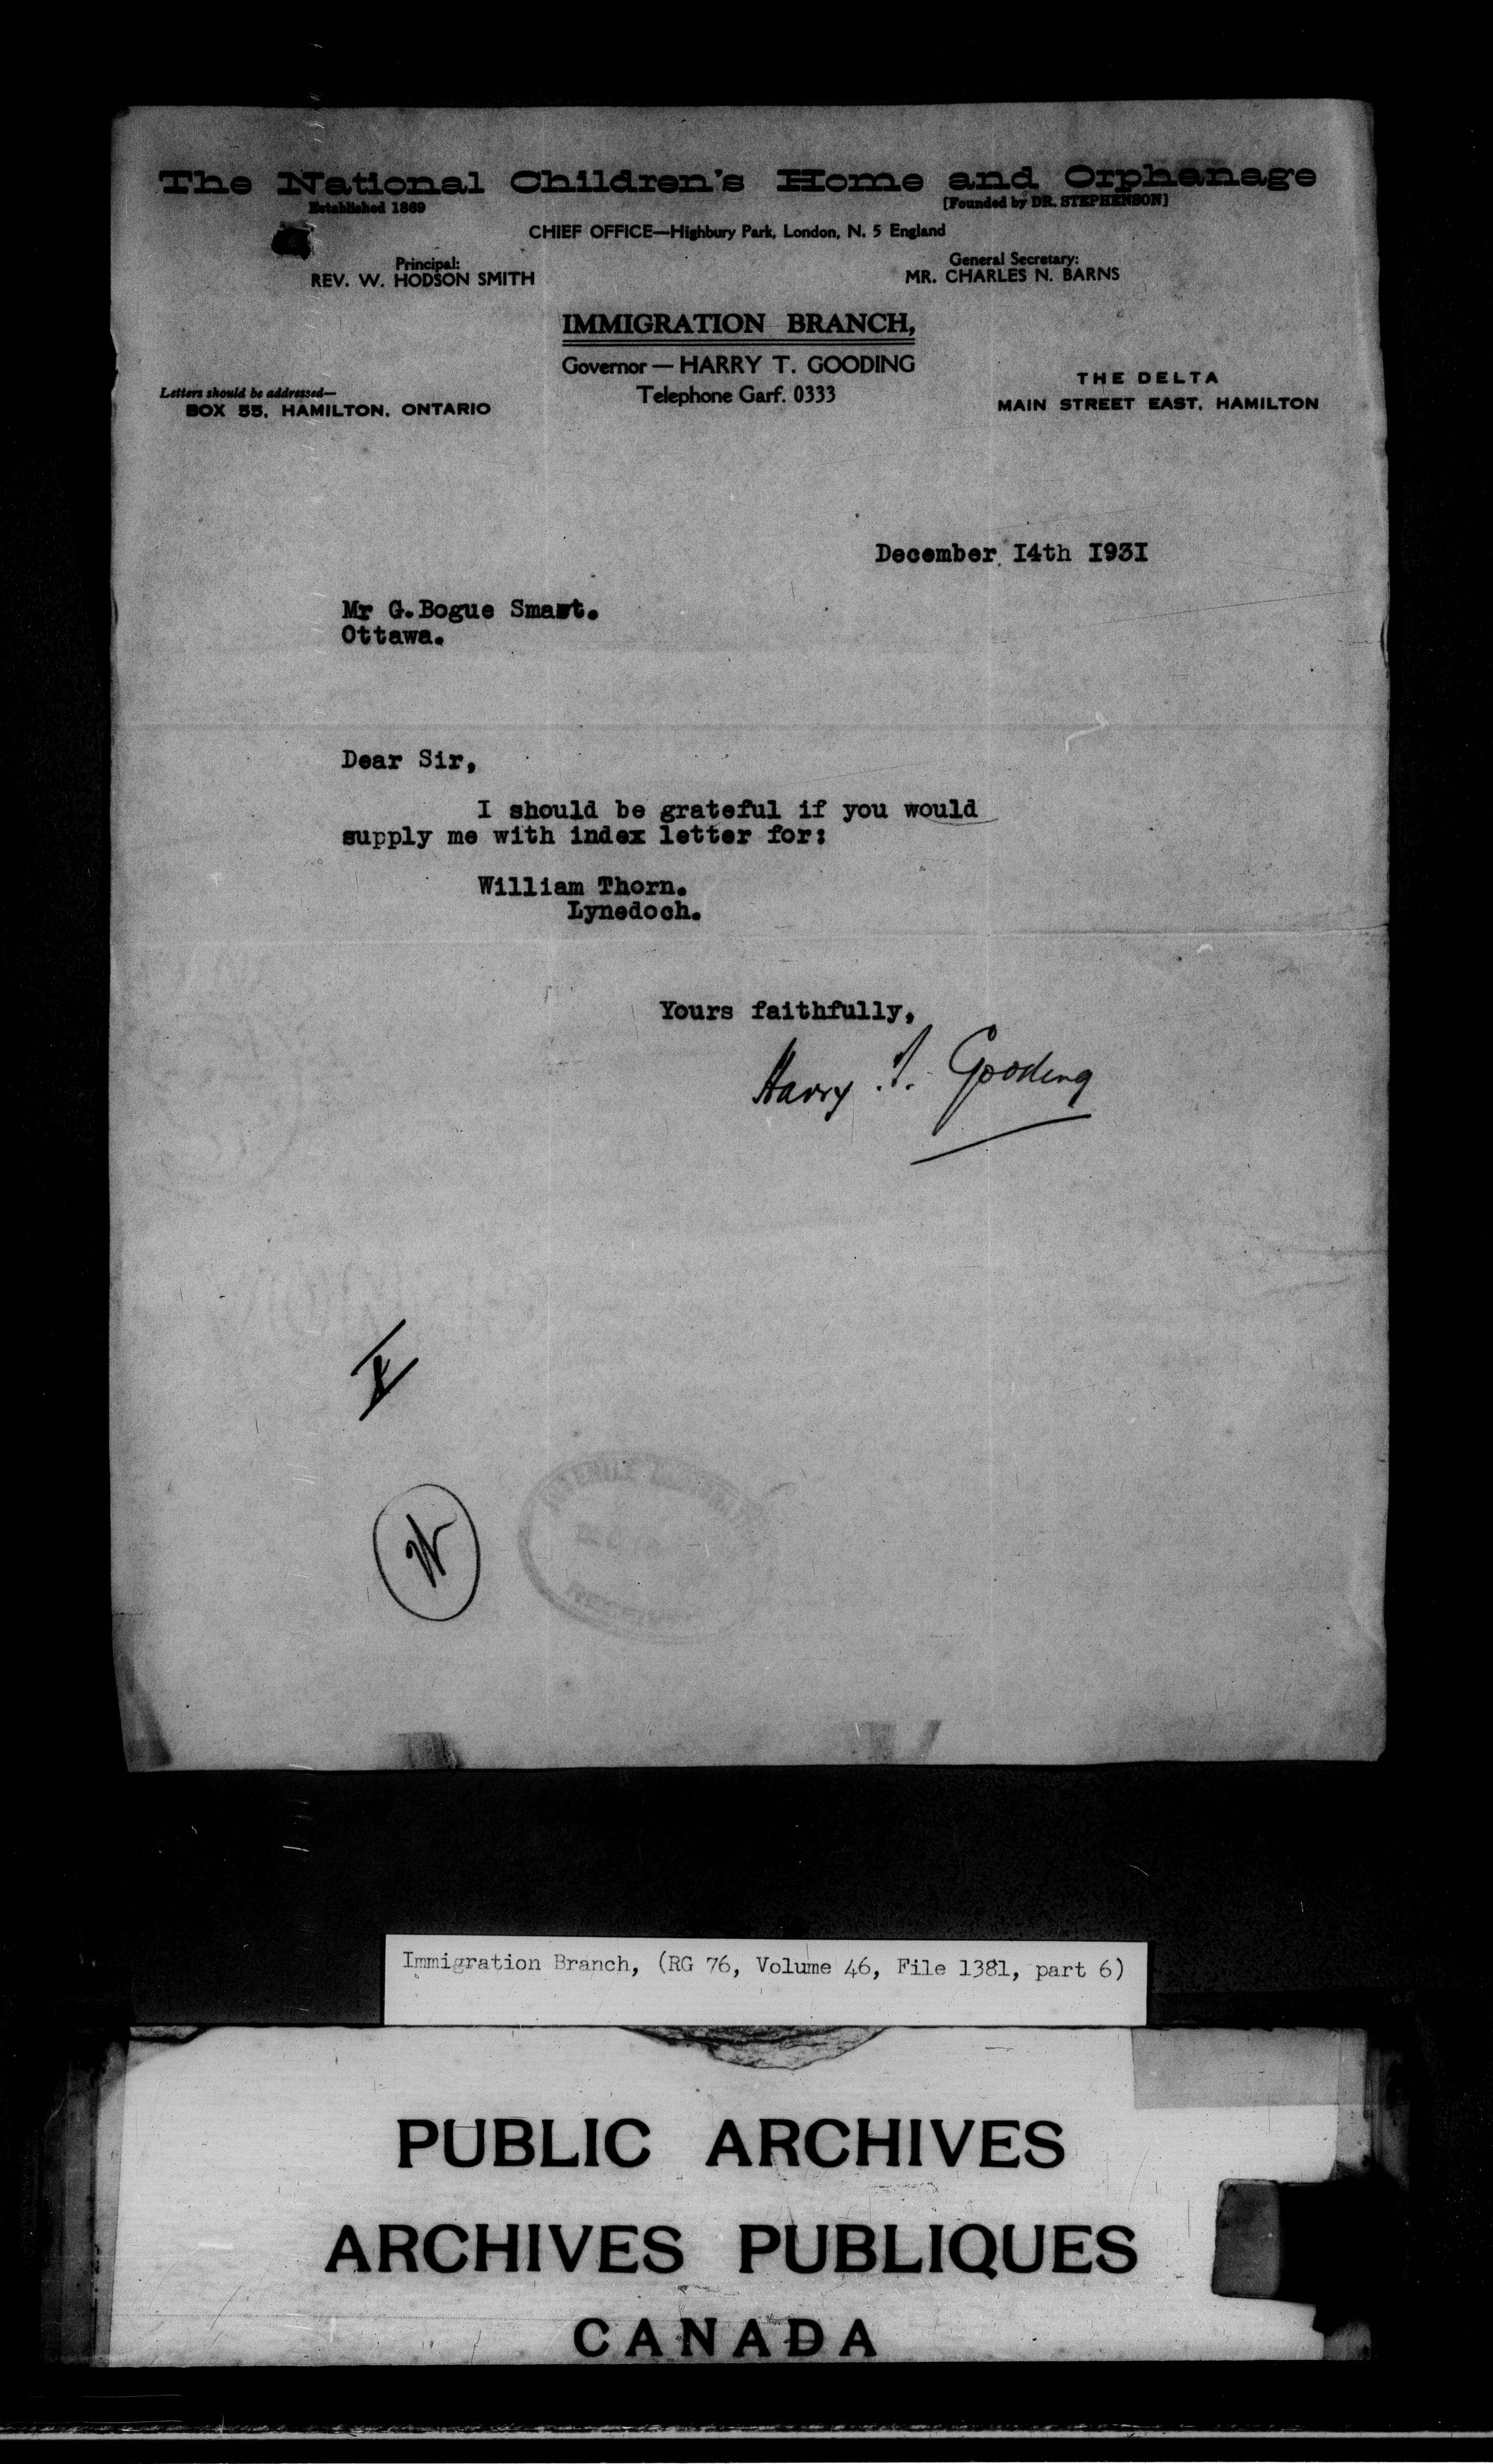 The National Children's Home and Orphanage
Established 1869
[Founded by DR. STEPHENSON]
CHIEF OFFICE—Highbury Park, London, N. 5 England
Principal:
REV. W. HODSON SMITH
General Secretary:
MR. CHARLES N. BARNS
IMMIGRATION BRANCH,
Governor — HARRY T. GOODING
Telephone Garf. 0333
Letters should be addressed—
BOX 55, HAMILTON, ONTARIO
THE DELTA
MAIN STREET EAST, HAMILTON
December I4th I93I
Mr G.Bogue Smart.
Ottawa.
Dear Sir,
I should be grateful if you would
supply me with index letter for:
William Thorn.
Lynedoch.
Yours faithfully,
Harry T. Gooding
RECEIVED
Immigration Branch, (RG 76, Volume 46, File 1381, part 6)
PUBLIC ARCHIVES
ARCHIVES PUBLIQUES
CANADA